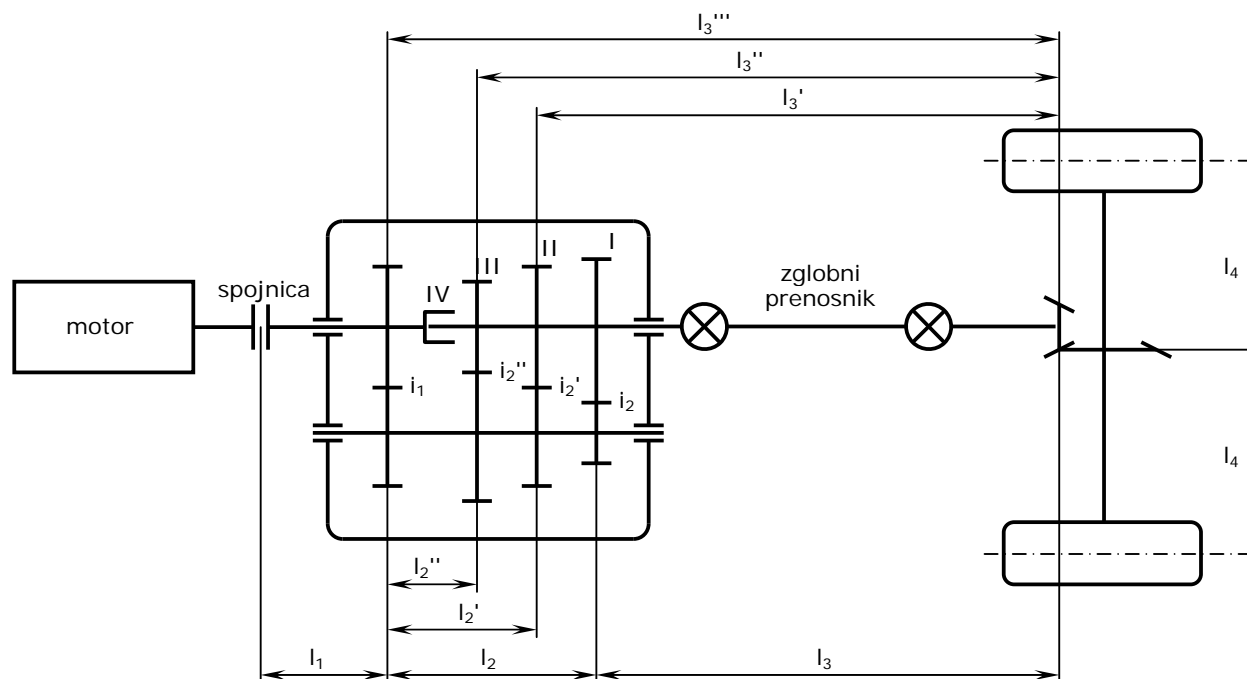 l₃'''
l₃''
l₃'
I
II
III
IV
spojnica
zglobni
prenosnik
motor
l₄
i₁
i₂''
i₂'
i₂
l₄
l₂''
l₂'
l₁
l₂
l₃